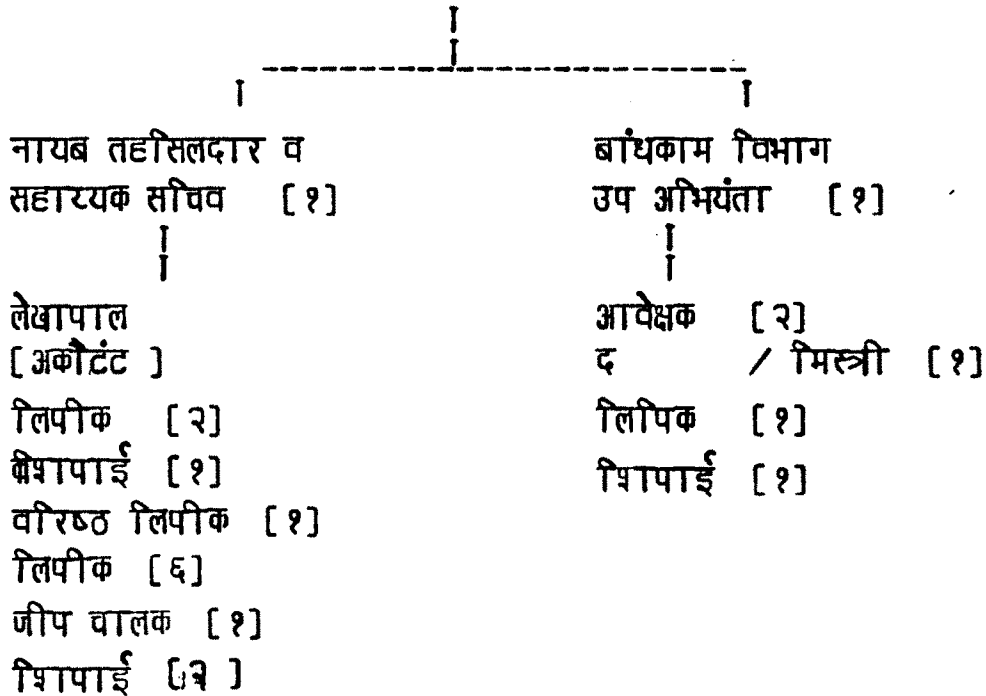 नायब तहसिलदार व
सहाय्यक सचिव [१]
लेखापाल
[अकौटंट ]
लिपीक [२]
शिपाई [१]
वरिष्ठ लिपीक [१]
लिपीक [६]
जीप चालक [१]
शिपाई
बांधकाम विभाग
उप अभियंता [१]
आवेक्षक [२]
द / मिस्त्री [१]
लिपिक [१]
शिपाई [१]